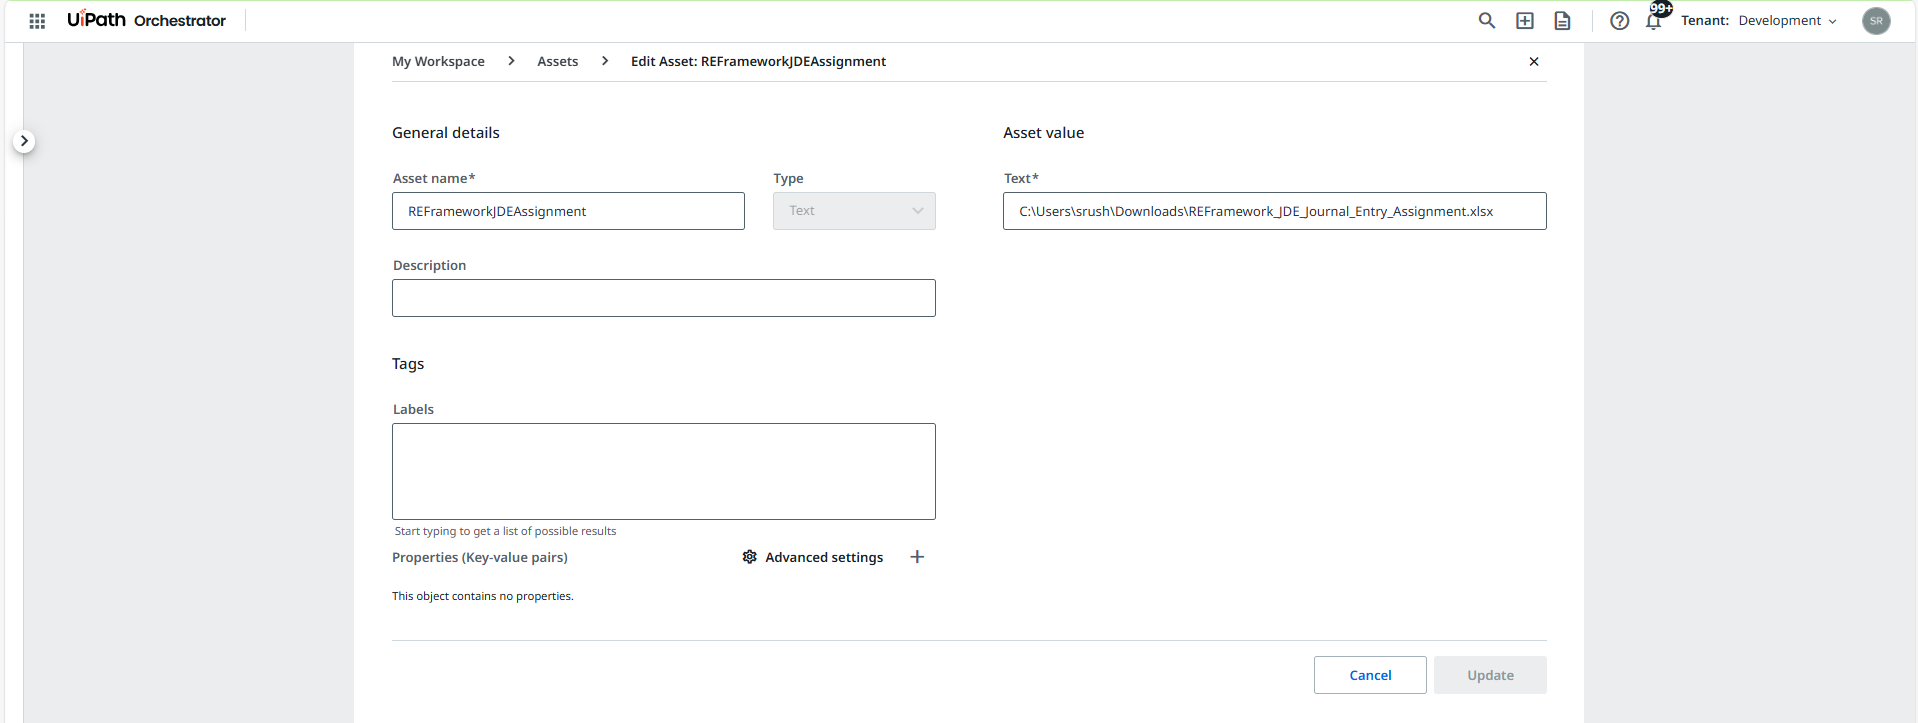 UiPath Orchestrator
99+
Tenant: Development
SR
My Workspace > Assets > Edit Asset: REFrameworkJDEAssignment
General details
Asset value
Asset name*
Type
Text*
REFrameworkJDEAssignment
Text
C:\Users\srush\Downloads\REFramework_JDE_Journal_Entry_Assignment.xlsx
Description
Tags
Labels
Start typing to get a list of possible results
Properties (Key-value pairs)
Advanced settings
This object contains no properties.
Cancel
Update